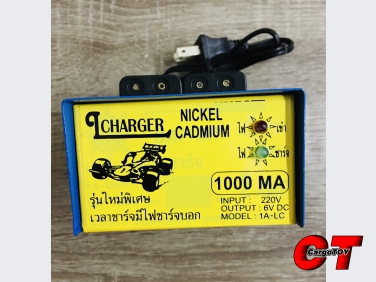 ICHARGER
NICKEL
CADMIUM
ไฟ เข้า
ไฟ ชาร์จ
1000 MA
รุ่นใหม่พิเศษ
เวลาชาร์จมีไฟชาร์จบอก
INPUT : 220V
OUTPUT : 6V DC
MODEL : 1A-LC
CT
CargoTOY